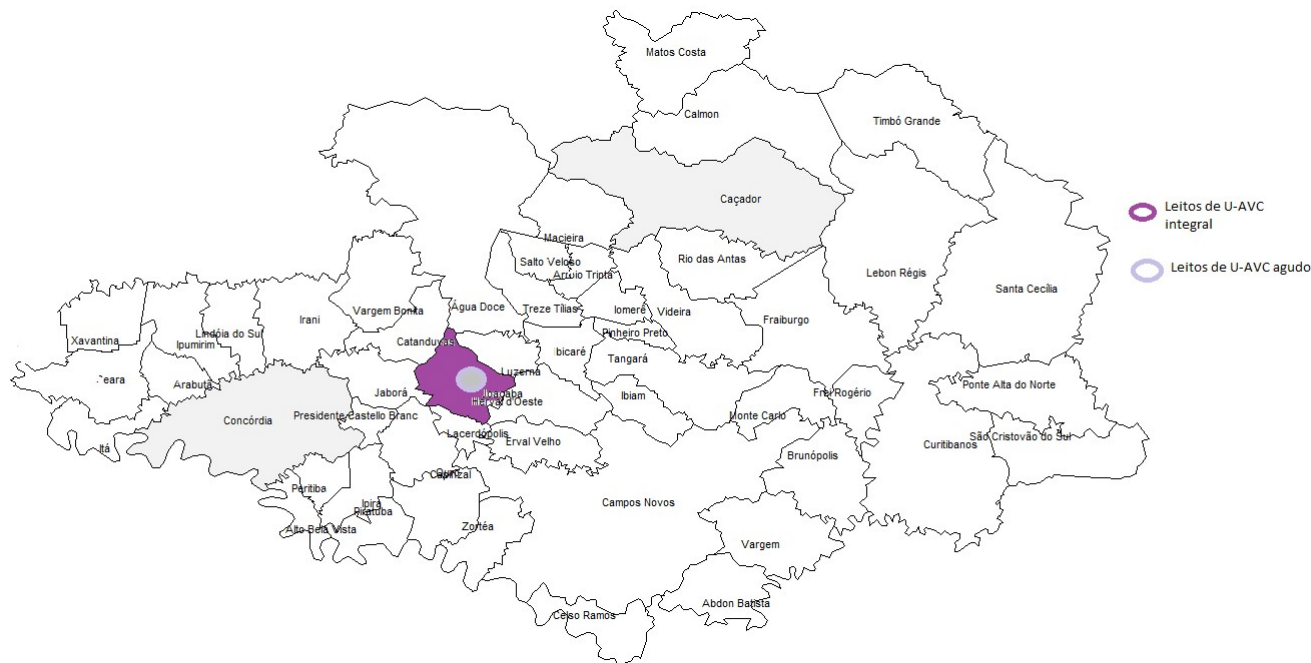 Matos Costa
Calmon
Timbó Grande
Caçador
Leitos de U-AVC
integral
Leitos de U-AVC agudo
Macieira
Salto Veloso
Arroio Trinta
Rio das Antas
Lebon Régis
Santa Cecília
Irani
Vargem Bonita
Água Doce
Treze Tílias
Iomerê
Videira
Fraiburgo
Xavantina
Lindóia do Sul
Ipumirim
Catanduvas
Pinheiro Preto
Ibicaré
Tangará
Luzerna
Arabutã
Jaborá
Herval d'Oeste
Ibiam
Frei Rogério
Ponte Alta do Norte
Monte Carlo
Concórdia
Presidente Castello Branc
Lacerdópolis
Erval Velho
Itá
Brunópolis
Curitibanos
São Cristovão do Sul
Capinzal
Peritiba
Ipira
Piratuba
Campos Novos
Alto Bela Vista
Zortéa
Vargem
Abdon Batista
Celso Ramos